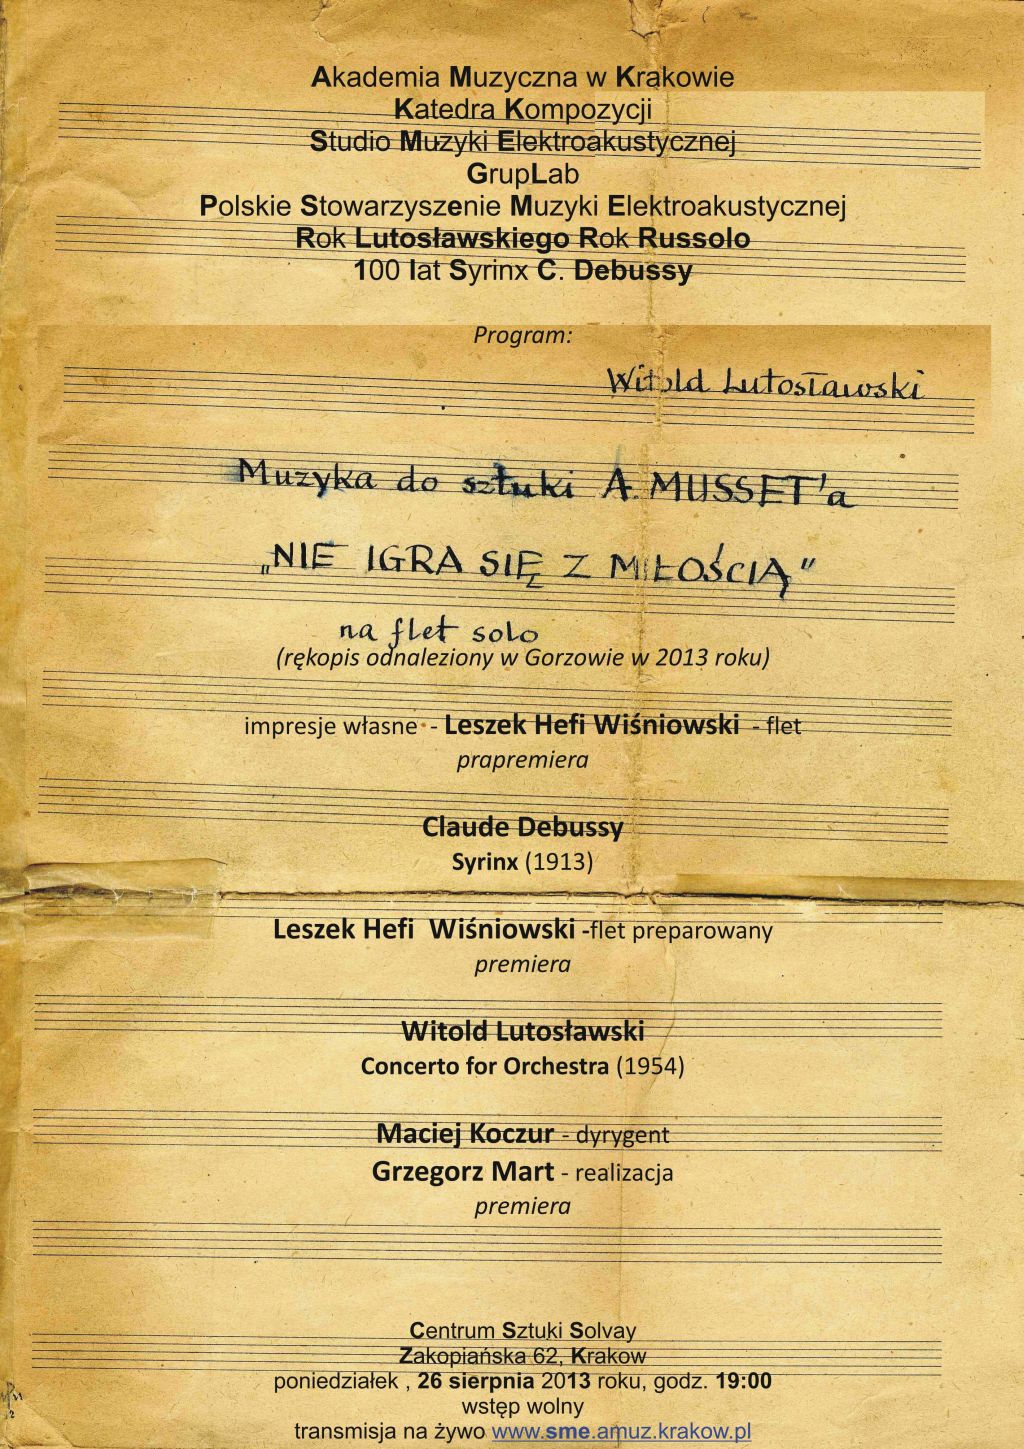 Akademia Muzyczna w Krakowie
Katedra Kompozycji
Studio Muzyki Elektroakustycznej
GrupLab
Polskie Stowarzyszenie Muzyki Elektroakustycznej
Rok Lutosławskiego Rok Russolo
100 lat Syrinx C. Debussy
Program:
Witold Lutosławski
Muzyka do sztuki A. MUSSET'a
„NIE IGRA SIĘ Z MIŁOŚCIĄ"
na flet solo
(rękopis odnaleziony w Gorzowie w 2013 roku)
impresje własne - Leszek Hefi Wiśniowski - flet
prapremiera
Claude Debussy
Syrinx (1913)
Leszek Hefi Wiśniowski -flet preparowany
premiera
Witold Lutosławski
Concerto for Orchestra (1954)
Maciej Koczur - dyrygent
Grzegorz Mart - realizacja
premiera
Centrum Sztuki Solvay
Zakopiańska 62, Krakow
poniedziałek , 26 sierpnia 2013 roku, godz. 19:00
wstęp wolny
transmisja na żywo www.sme.amuz.krakow.pl